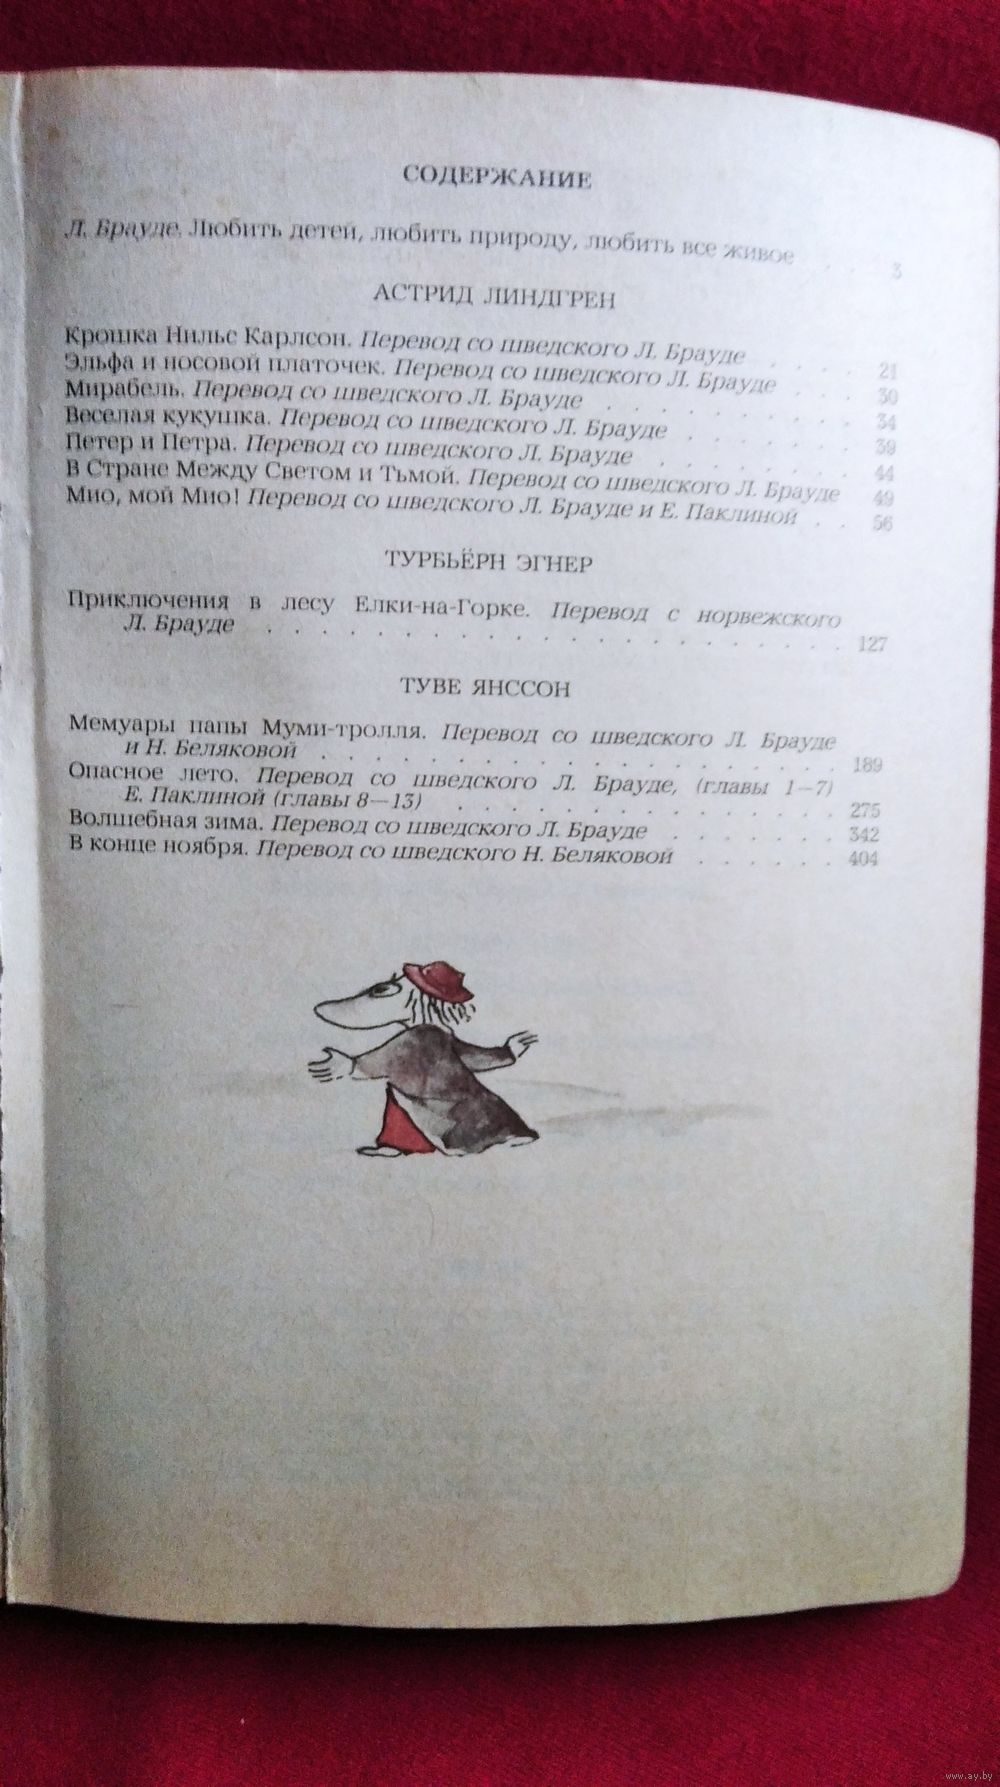 СОДЕРЖАНИЕ
Л. Брауде. Любить детей, любить природу, любить все живое . . 3
АСТРИД ЛИНДГРЕН
Крошка Нильс Карлсон. Перевод со шведского Л. Брауде . . . . 21
Эльфа и носовой платочек. Перевод со шведского Л. Брауде . . . 30
Мирабель. Перевод со шведского Л. Брауде . . . . . . . . . 34
Веселая кукушка. Перевод со шведского Л. Брауде . . . . . . 39
Петер и Петра. Перевод со шведского Л. Брауде . . . . . . . 44
В Стране Между Светом и Тьмой. Перевод со шведского Л. Брауде 49
Мио, мой Мио! Перевод со шведского Л. Брауде и Е. Паклиной . . 56
ТУРБЬЁРН ЭГНЕР
Приключения в лесу Елки-на-Горке. Перевод с норвежского
Л. Брауде . . . . . . . . . . . . . . . . . . . . . . 127
ТУВЕ ЯНССОН
Мемуары папы Муми-тролля. Перевод со шведского Л. Брауде
и Н. Беляковой . . . . . . . . . . . . . . . . . . . 189
Опасное лето. Перевод со шведского Л. Брауде, (главы 1—7)
Е. Паклиной (главы 8—13) . . . . . . . . . . . . . . 275
Волшебная зима. Перевод со шведского Л. Брауде . . . . . . 342
В конце ноября. Перевод со шведского Н. Беляковой . . . . . . 404
www.ay.by